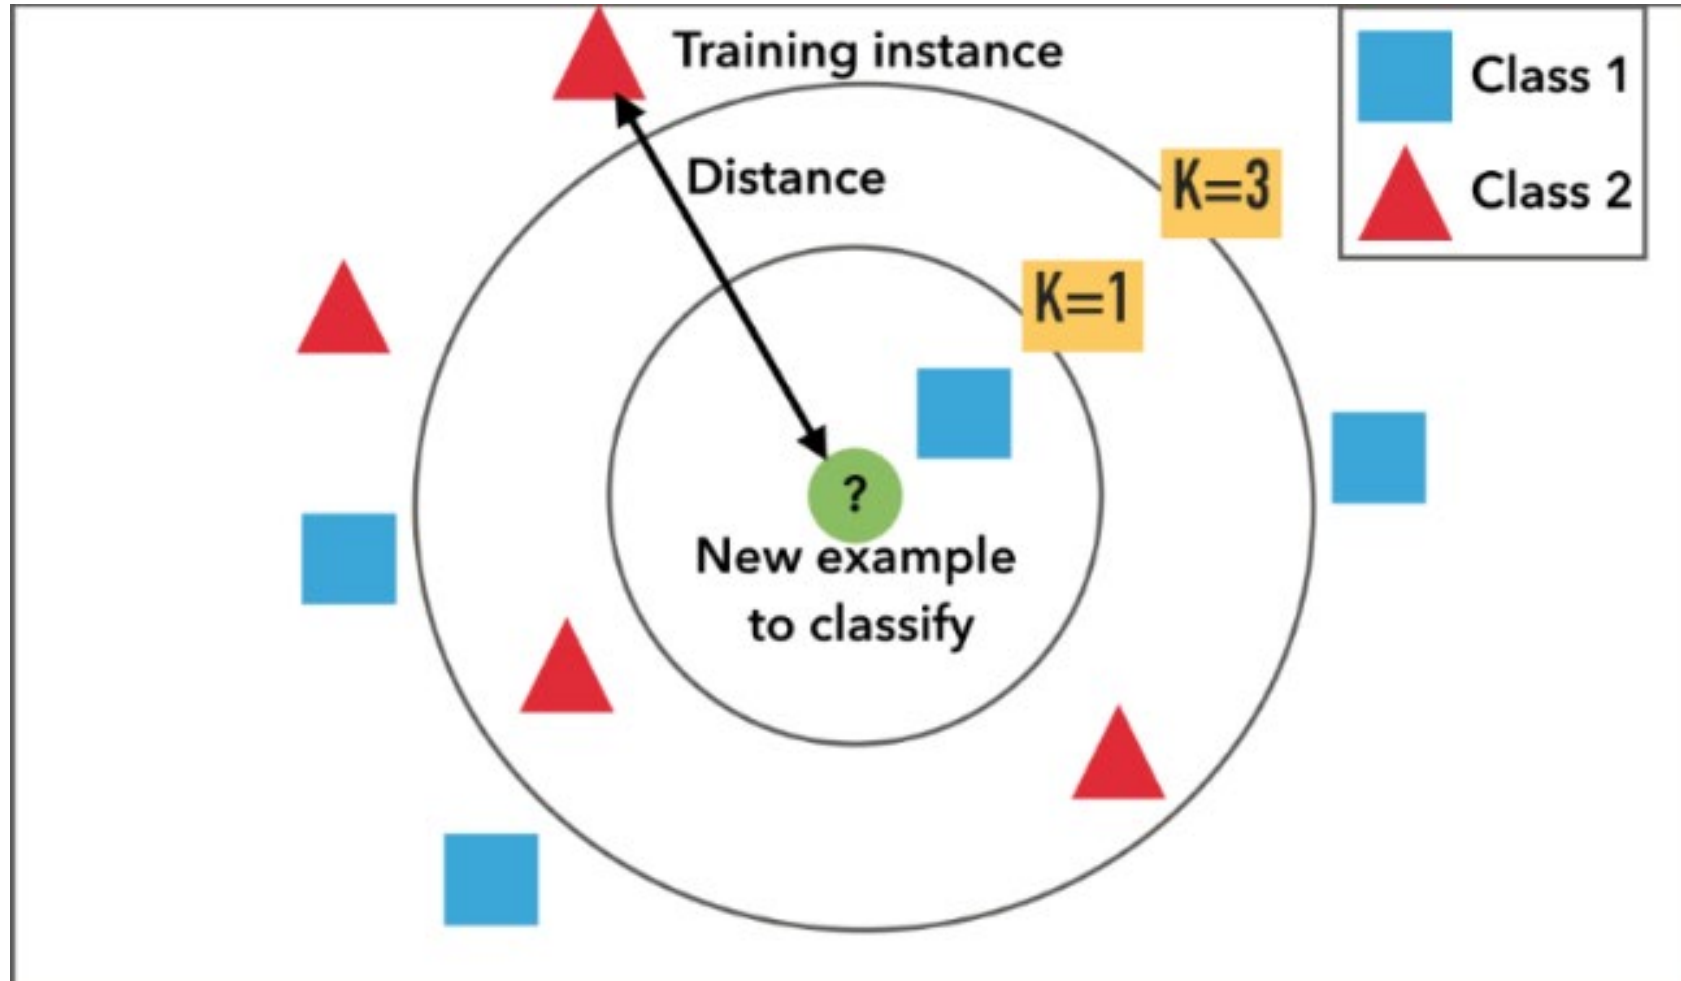 Training instance
Class 1
Distance
K=3
Class 2
K=1
?
New example
to classify